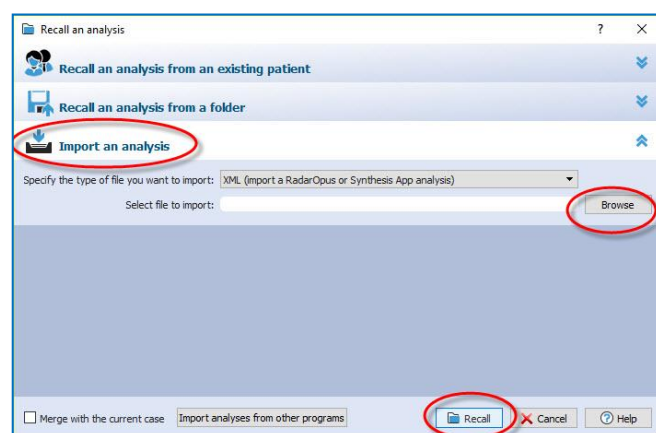 Recall an analysis
Recall an analysis from an existing patient
Recall an analysis from a folder
Import an analysis
Specify the type of file you want to import: XML (import a RadarOpus or Synthesis App analysis)
Select file to import: Browse
Merge with the current case Import analyses from other programs Recall Cancel Help